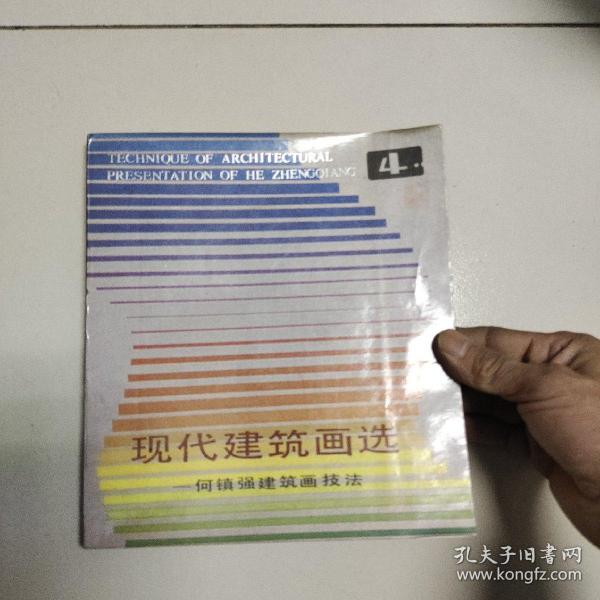 TECHNIQUE OF ARCHITECTURAL
PRESENTATION OF HE ZHENGQIANG
4
现代建筑画选
—何镇强建筑画技法
孔夫子旧书网
www.kongfz.com